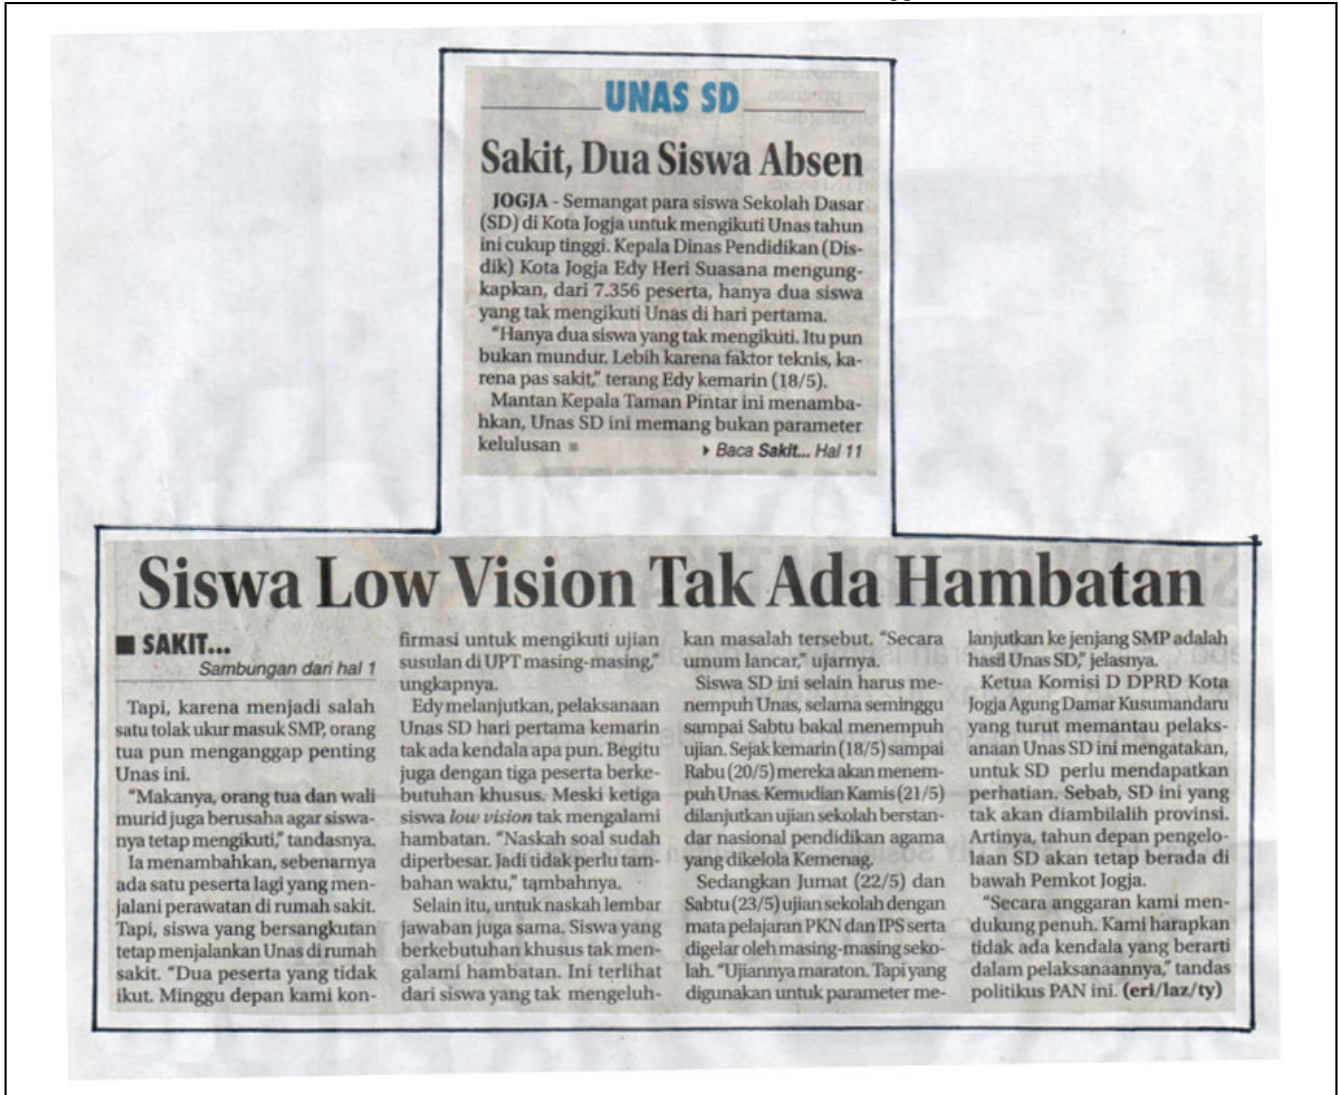 UNAS SD
Sakit, Dua Siswa Absen
JOGJA - Semangat para siswa Sekolah Dasar
(SD) di Kota Jogja untuk mengikuti Unas tahun
ini cukup tinggi. Kepala Dinas Pendidikan (Dis-
dik) Kota Jogja Edy Heri Suasana mengung-
kapkan, dari 7.356 peserta, hanya dua siswa
yang tak mengikuti Unas di hari pertama.
"Hanya dua siswa yang tak mengikuti. Itu pun
bukan mundur. Lebih karena faktor teknis, ka-
rena pas sakit," terang Edy kemarin (18/5).
Mantan Kepala Taman Pintar ini menamba-
hkan, Unas SD ini memang bukan parameter
kelulusan ■ ▸ Baca Sakit... Hal 11
Siswa Low Vision Tak Ada Hambatan
■ SAKIT...
Sambungan dari hal 1
Tapi, karena menjadi salah
satu tolak ukur masuk SMP, orang
tua pun menganggap penting
Unas ini.
"Makanya, orang tua dan wali
murid juga berusaha agar siswa-
nya tetap mengikuti," tandasnya.
Ia menambahkan, sebenarnya
ada satu peserta lagi yang men-
jalani perawatan di rumah sakit.
Tapi, siswa yang bersangkutan
tetap menjalankan Unas di rumah
sakit. "Dua peserta yang tidak
ikut. Minggu depan kami kon-
firmasi untuk mengikuti ujian
susulan di UPT masing-masing,"
ungkapnya.
Edy melanjutkan, pelaksanaan
Unas SD hari pertama kemarin
tak ada kendala apa pun. Begitu
juga dengan tiga peserta berke-
butuhan khusus. Meski ketiga
siswa low vision tak mengalami
hambatan. "Naskah soal sudah
diperbesar. Jadi tidak perlu tam-
bahan waktu," tambahnya.
Selain itu, untuk naskah lembar
jawaban juga sama. Siswa yang
berkebutuhan khusus tak men-
galami hambatan. Ini terlihat
dari siswa yang tak mengeluh-
kan masalah tersebut. "Secara
umum lancar," ujarnya.
Siswa SD ini selain harus me-
nempuh Unas, selama seminggu
sampai Sabtu bakal menempuh
ujian. Sejak kemarin (18/5) sampai
Rabu (20/5) mereka akan menem-
puh Unas. Kemudian Kamis (21/5)
dilanjutkan ujian sekolah berstan-
dar nasional pendidikan agama
yang dikelola Kemenag.
Sedangkan Jumat (22/5) dan
Sabtu (23/5) ujian sekolah dengan
mata pelajaran PKN dan IPS serta
digelar oleh masing-masing seko-
lah. "Ujiannya maraton. Tapi yang
digunakan untuk parameter me-
lanjutkan ke jenjang SMP adalah
hasil Unas SD," jelasnya.
Ketua Komisi D DPRD Kota
Jogja Agung Damar Kusumandaru
yang turut memantau pelaks-
anaan Unas SD ini mengatakan,
untuk SD perlu mendapatkan
perhatian. Sebab, SD ini yang
tak akan diambilalih provinsi.
Artinya, tahun depan pengelo-
laan SD akan tetap berada di
bawah Pemkot Jogja.
"Secara anggaran kami men-
dukung penuh. Kami harapkan
tidak ada kendala yang berarti
dalam pelaksanaannya," tandas
politikus PAN ini. (eri/laz/ty)